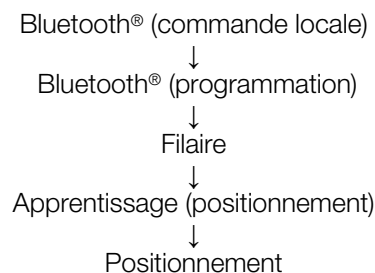 Bluetooth® (commande locale)
↓
Bluetooth® (programmation)
↓
Filaire
↓
Apprentissage (positionnement)
↓
Positionnement